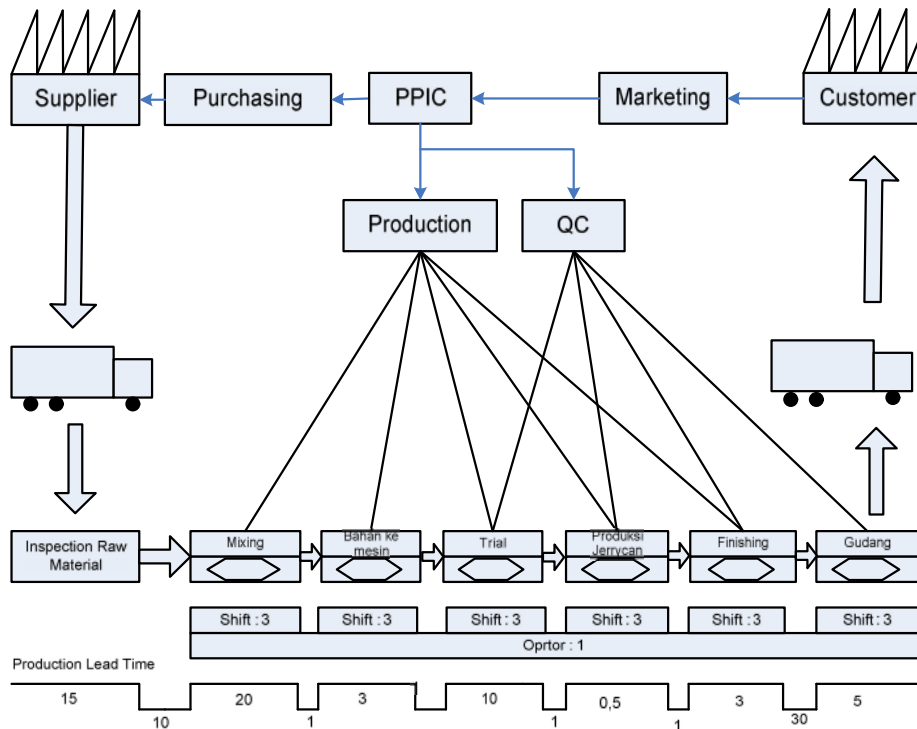 Supplier
Purchasing
PPIC
Marketing
Customer
Production
QC
Inspection Raw
Material
Mixing
Bahan ke
mesin
Trial
Produksi
Jerrycan
Finishing
Gudang
Shift : 3
Shift : 3
Shift : 3
Shift : 3
Shift : 3
Shift : 3
Oprtor : 1
Production Lead Time
15
10
20
1
3
10
1
0,5
1
3
30
5